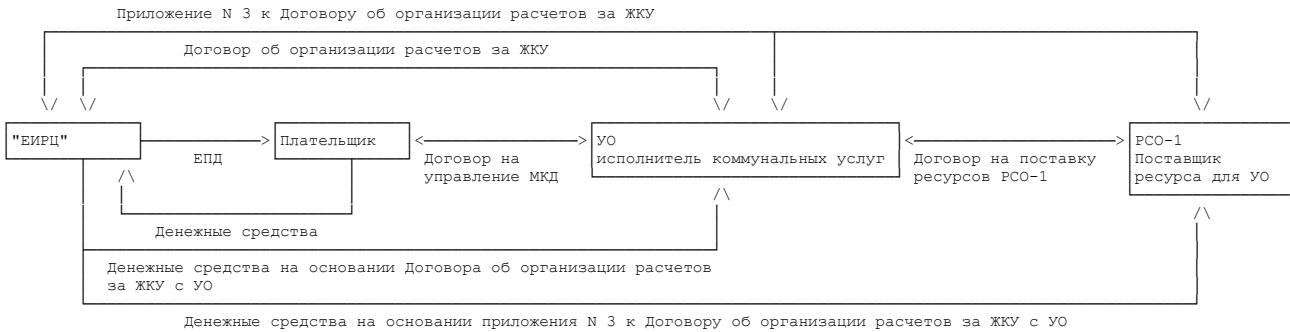 Приложение N 3 к Договору об организации расчетов за ЖКУ
Договор об организации расчетов за ЖКУ
"ЕИРЦ"
ЕПД
Плательщик
Договор на
управление МКД
УО
исполнитель коммунальных услуг
Договор на поставку
ресурсов РСО-1
РСО-1
Поставщик
ресурса для УО
Денежные средства
Денежные средства на основании Договора об организации расчетов
за ЖКУ с УО
Денежные средства на основании приложения N 3 к Договору об организации расчетов за ЖКУ с УО